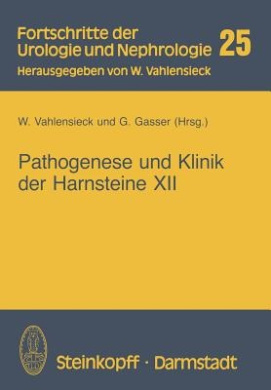 Fortschritte der
Urologie und Nephrologie 25
Herausgegeben von W. Vahlensieck
W. Vahlensieck und G. Gasser (Hrsg.)
Pathogenese und Klinik
der Harnsteine XII
Steinkopff · Darmstadt